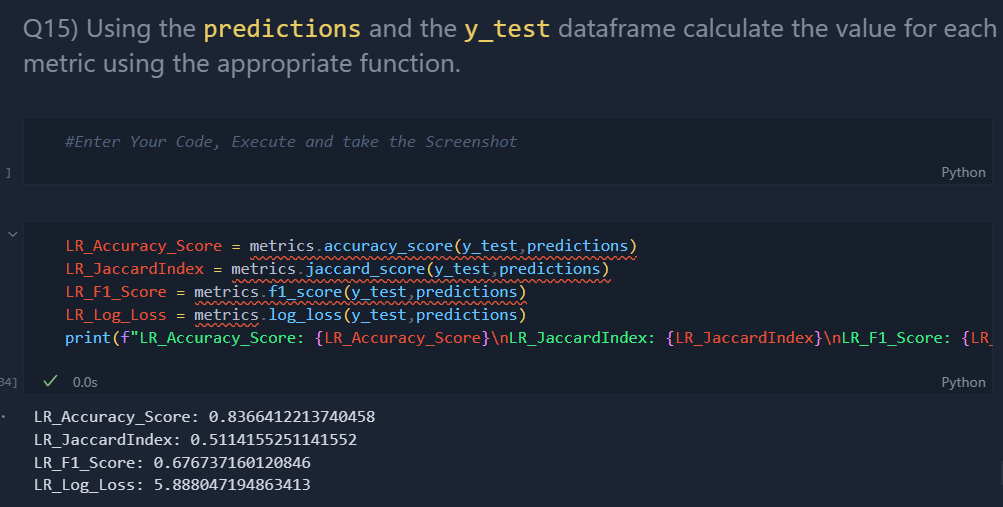 Q15) Using the predictions and the y_test dataframe calculate the value for each
metric using the appropriate function.
#Enter Your Code, Execute and take the Screenshot
]
Python
LR_Accuracy_Score = metrics.accuracy_score(y_test,predictions)
LR_JaccardIndex = metrics.jaccard_score(y_test,predictions)
LR_F1_Score = metrics.f1_score(y_test,predictions)
LR_Log_Loss = metrics.log_loss(y_test,predictions)
print(f"LR_Accuracy_Score: {LR_Accuracy_Score}\nLR_JaccardIndex: {LR_JaccardIndex}\nLR_F1_Score: {LR_
34]
0.0s
Python
LR_Accuracy_Score: 0.8366412213740458
LR_JaccardIndex: 0.5114155251141552
LR_F1_Score: 0.676737160120846
LR_Log_Loss: 5.888047194863413